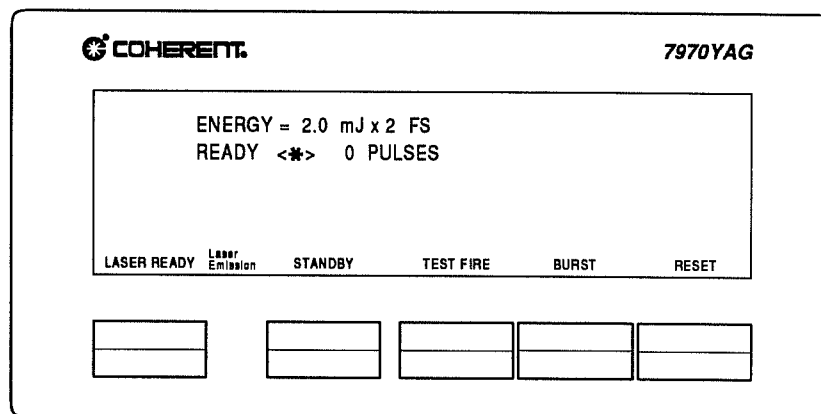 COHERENT.
7970YAG
ENERGY = 2.0 mJ x 2 FS
READY <*> 0 PULSES
LASER READY Laser Emission STANDBY TEST FIRE BURST RESET